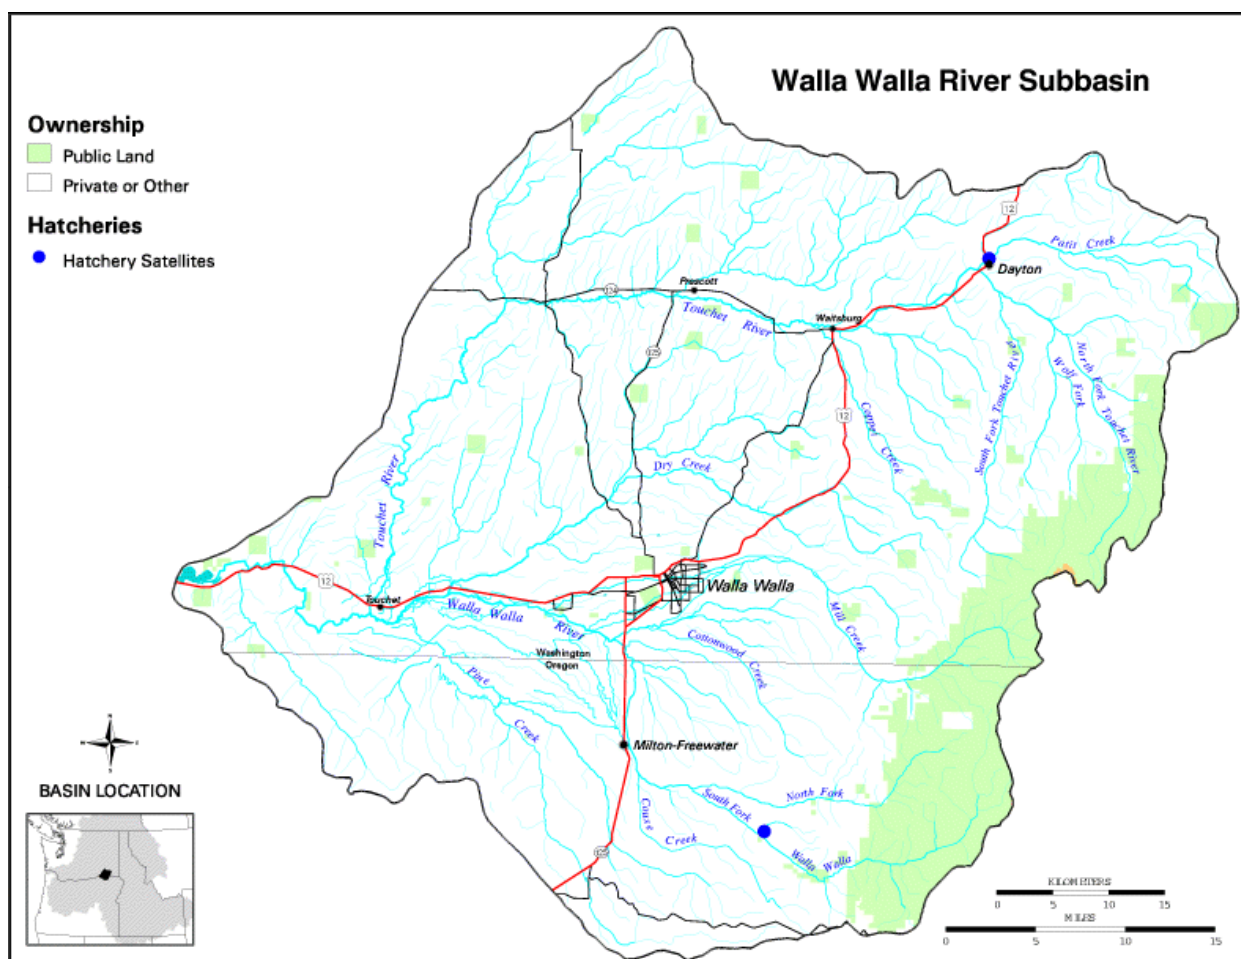 Walla Walla River Subbasin
Ownership
Public Land
Private or Other
Hatcheries
Hatchery Satellites
12
Patit Creek
Dayton
Prescott
124
Touchet River
Waitsburg
125
South Fork Touchet River
Wolf Fork
North Fork Touchet River
12
Coppei Creek
Dry Creek
Touchet River
12
Touchet
Walla Walla
Walla Walla River
Mill Creek
Cottonwood Creek
Washington
Oregon
Pine Creek
Milton-Freewater
North Fork
South Fork Walla Walla
Couse Creek
N
E
S
BASIN LOCATION
KILOMETERS
0 5 10 15
MILES
0 5 10 15